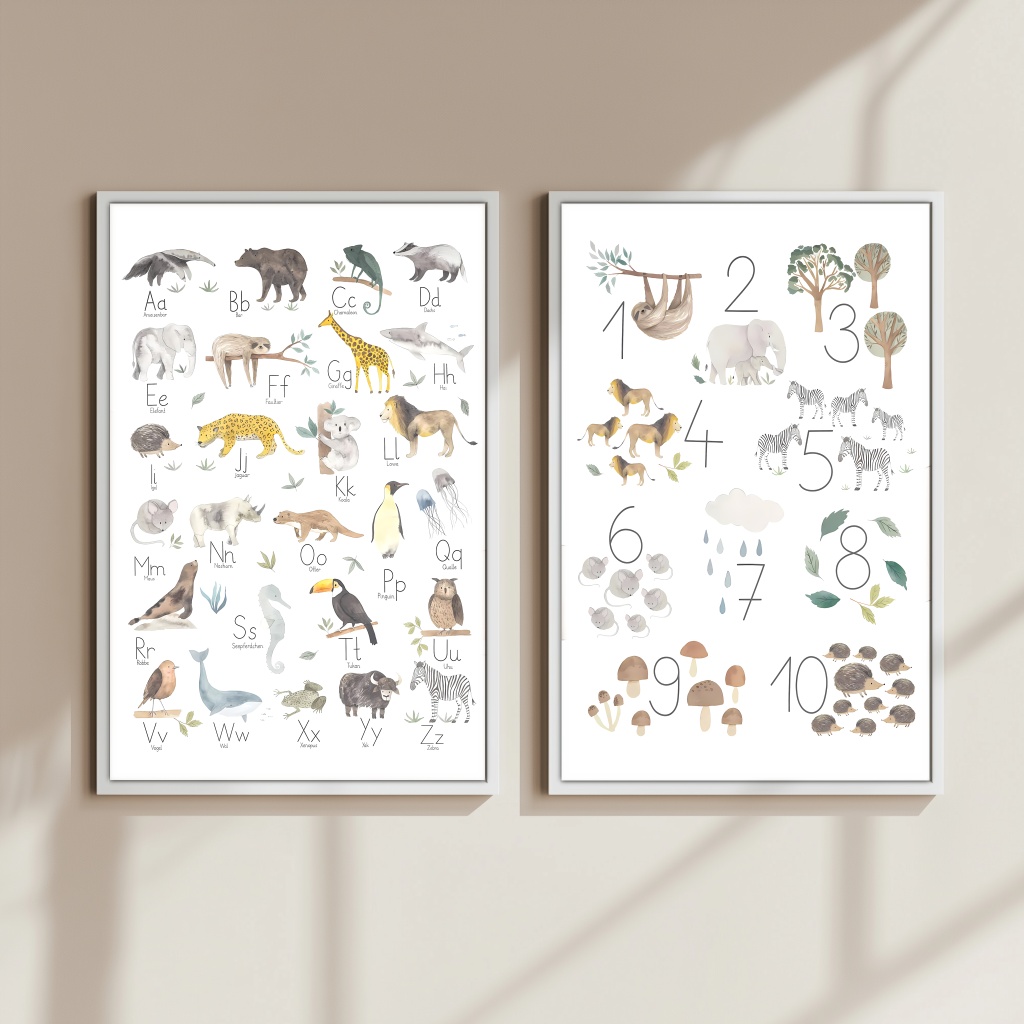 Aa
Ameisenbär
Bb
Bär
Cc
Chamäleon
Dd
Dachs
Ee
Elefant
Ff
Faultier
Gg
Giraffe
Hh
Hai
Ii
Igel
Jj
Jaguar
Kk
Koala
Ll
Löwe
Mm
Maus
Nn
Nashorn
Oo
Otter
Pp
Pinguin
Qq
Qualle
Rr
Robbe
Ss
Seepferdchen
Tt
Tukan
Uu
Uhu
Vv
Vogel
Ww
Wal
Xx
Xenopus
Yy
Yak
Zz
Zebra
1
2
3
4
5
6
7
8
9
10